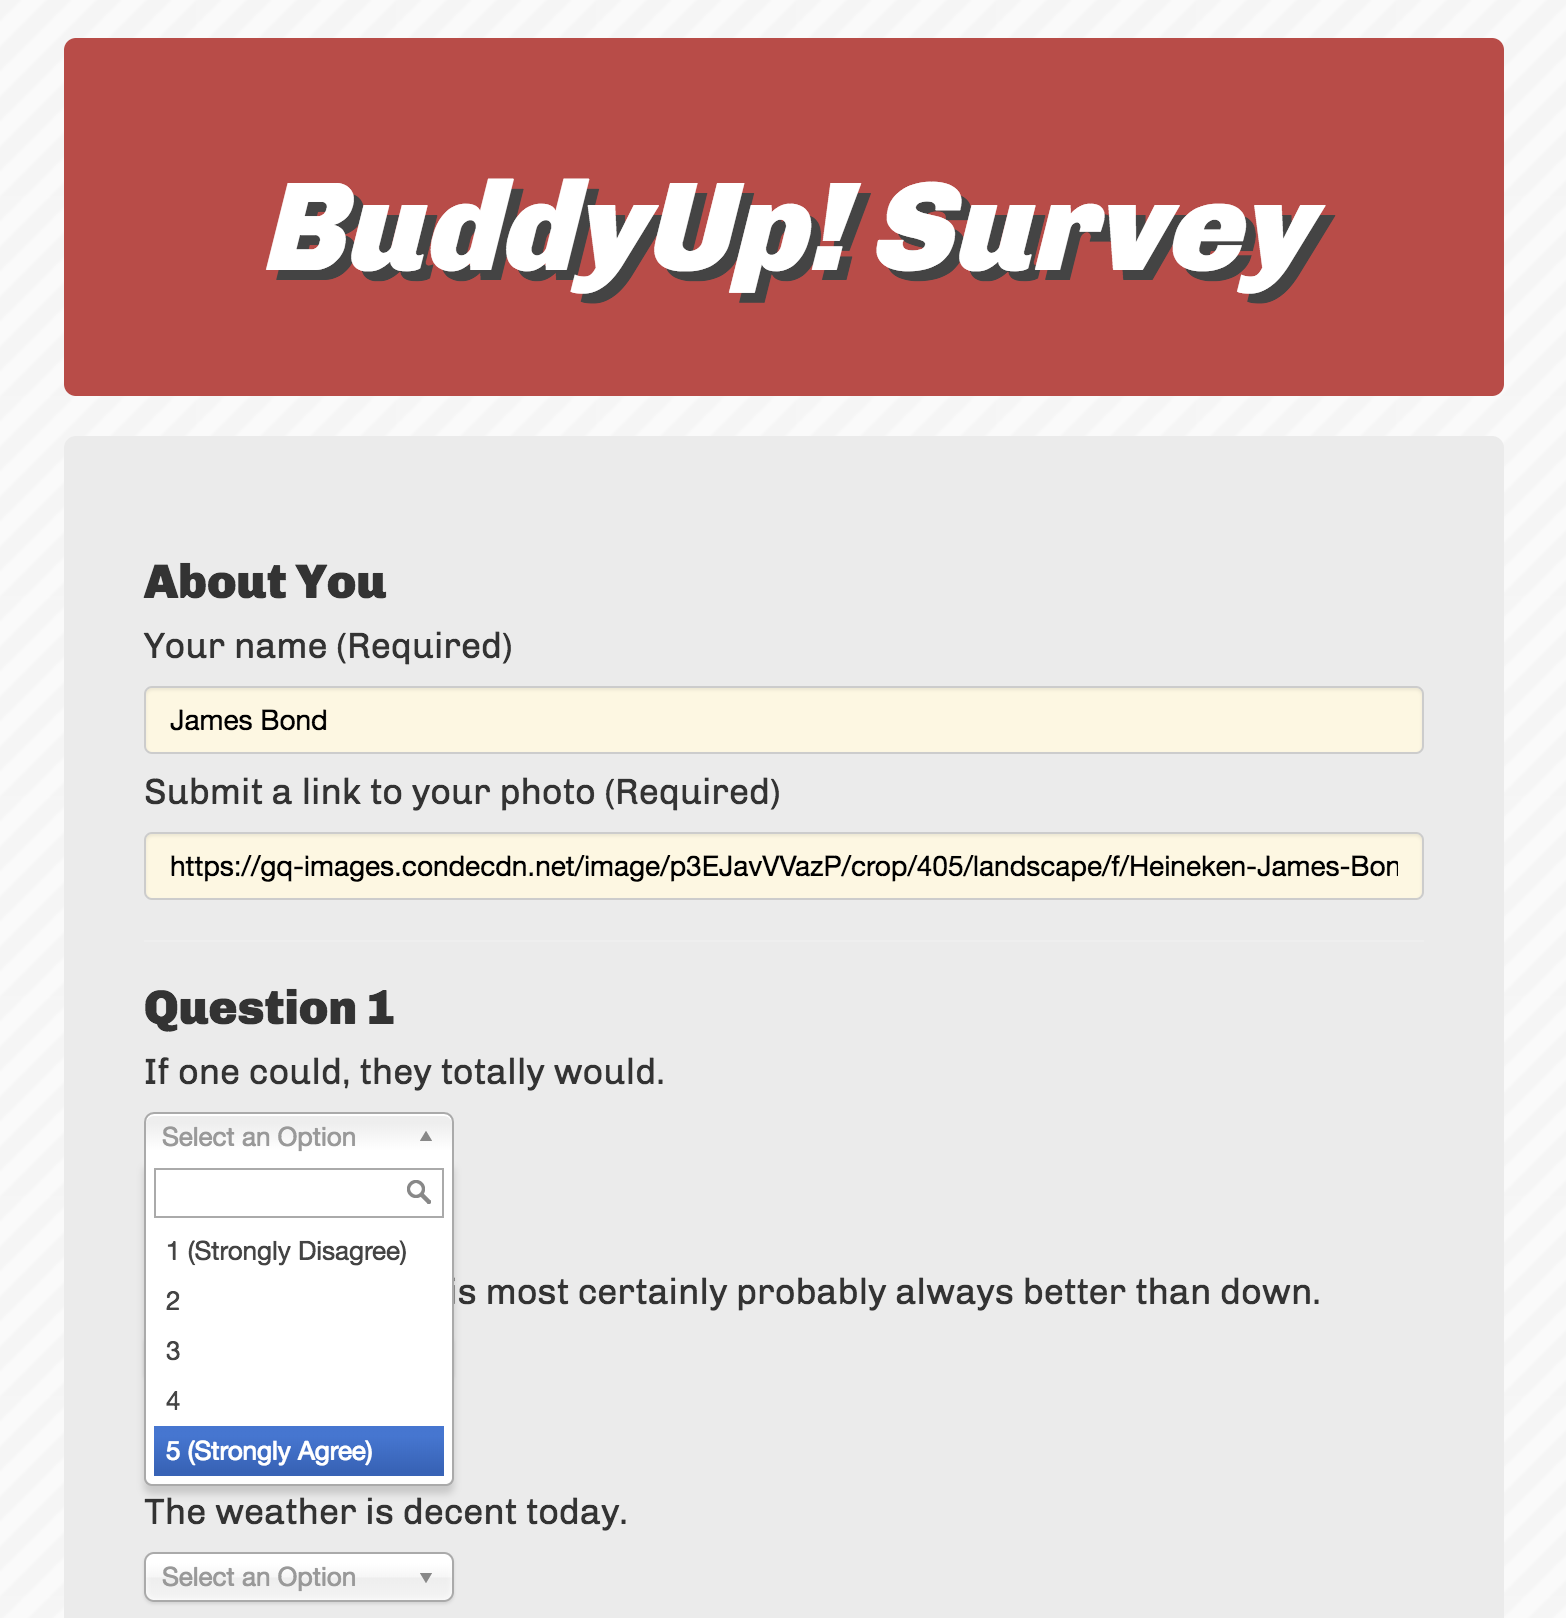 BuddyUp! Survey
About You
Your name (Required)
James Bond
Submit a link to your photo (Required)
https://gq-images.condecdn.net/image/p3EJavVVazP/crop/405/landscape/f/Heineken-James-Bon
Question 1
If one could, they totally would.
Select an Option
1 (Strongly Disagree)
is most certainly probably always better than down.
2
3
4
5 (Strongly Agree)
The weather is decent today.
Select an Option